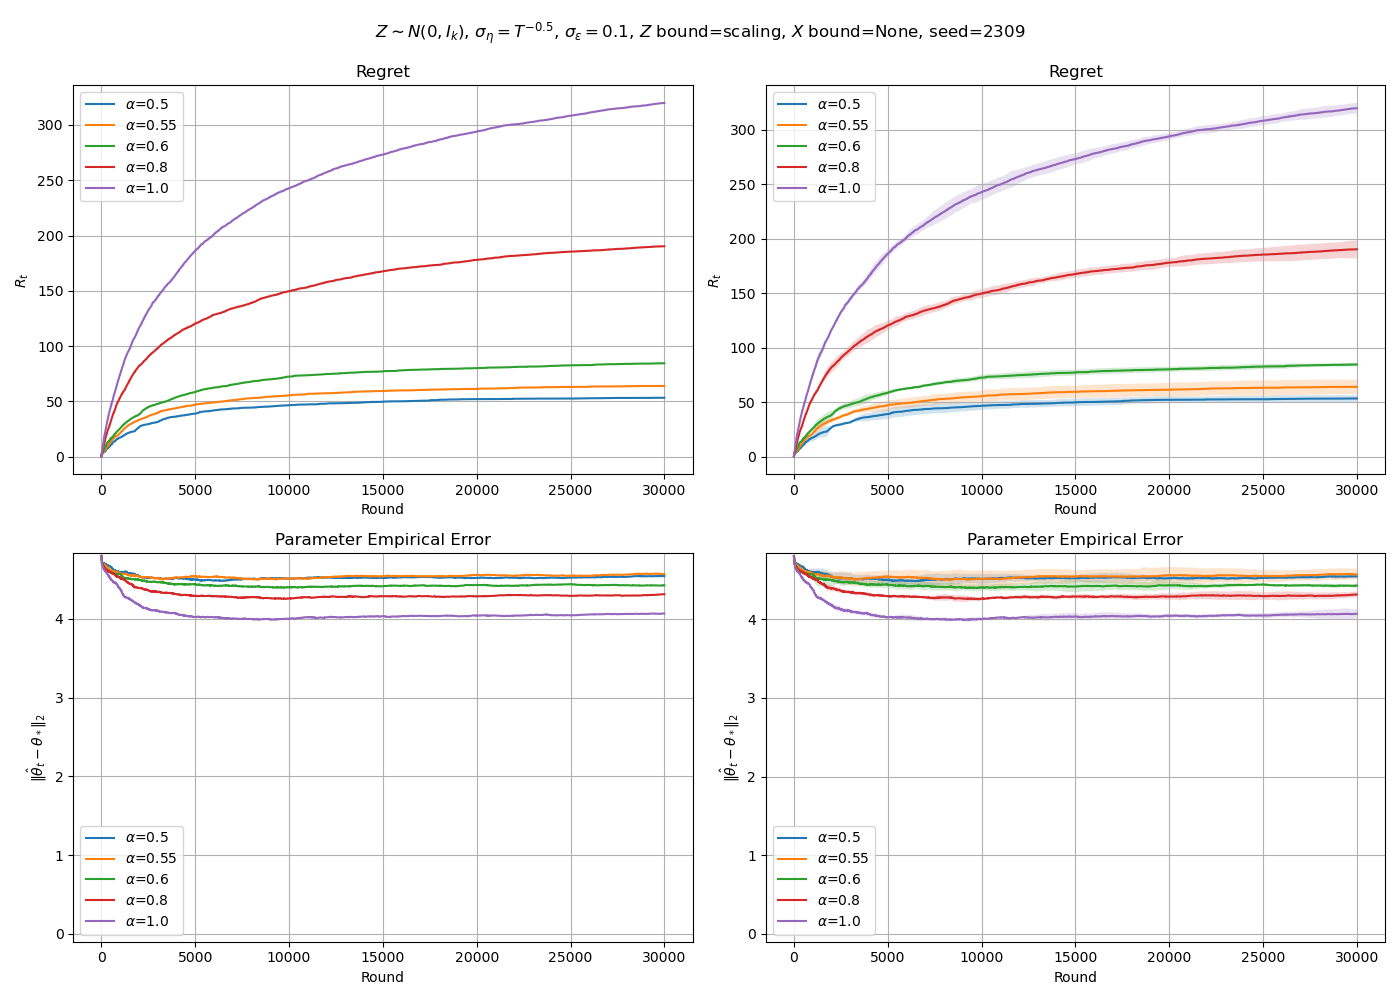 Z ∼ N(0, I_k), σ_η = T^{−0.5}, σ_ε = 0.1, Z bound=scaling, X bound=None, seed=2309
Regret
R_t
300
250
200
150
100
50
0
α=0.5
α=0.55
α=0.6
α=0.8
α=1.0
0 5000 10000 15000 20000 25000 30000
Round
Regret
R_t
300
250
200
150
100
50
0
α=0.5
α=0.55
α=0.6
α=0.8
α=1.0
0 5000 10000 15000 20000 25000 30000
Round
Parameter Empirical Error
‖θ̂_t − θ_*‖_2
4
3
2
1
0
α=0.5
α=0.55
α=0.6
α=0.8
α=1.0
0 5000 10000 15000 20000 25000 30000
Round
Parameter Empirical Error
‖θ̂_t − θ_*‖_2
4
3
2
1
0
α=0.5
α=0.55
α=0.6
α=0.8
α=1.0
0 5000 10000 15000 20000 25000 30000
Round